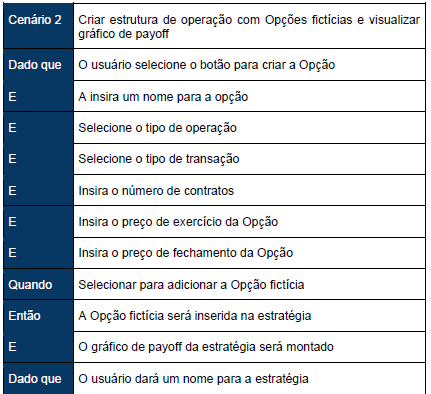 Cenário 2
Criar estrutura de operação com Opções fictícias e visualizar
gráfico de payoff
Dado que
O usuário selecione o botão para criar a Opção
E
A insira um nome para a opção
E
Selecione o tipo de operação
E
Selecione o tipo de transação
E
Insira o número de contratos
E
Insira o preço de exercício da Opção
E
Insira o preço de fechamento da Opção
Quando
Selecionar para adicionar a Opção fictícia
Então
A Opção fictícia será inserida na estratégia
E
O gráfico de payoff da estratégia será montado
Dado que
O usuário dará um nome para a estratégia